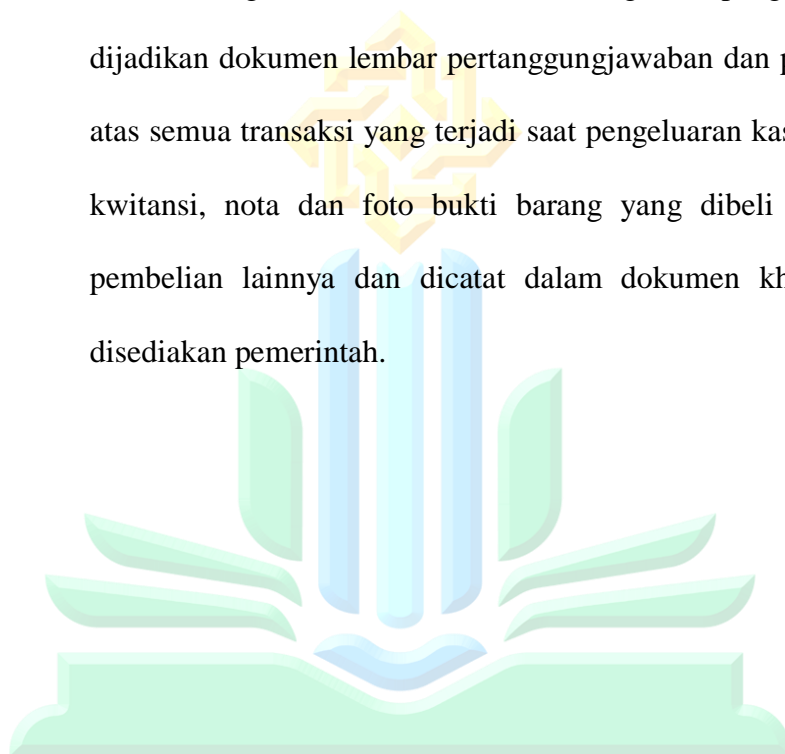 dijadikan dokumen lembar pertanggungjawaban dan
atas semua transaksi yang terjadi saat pengeluaran kas
kwitansi, nota dan foto bukti barang yang dibeli
pembelian lainnya dan dicatat dalam dokumen
disediakan pemerintah.